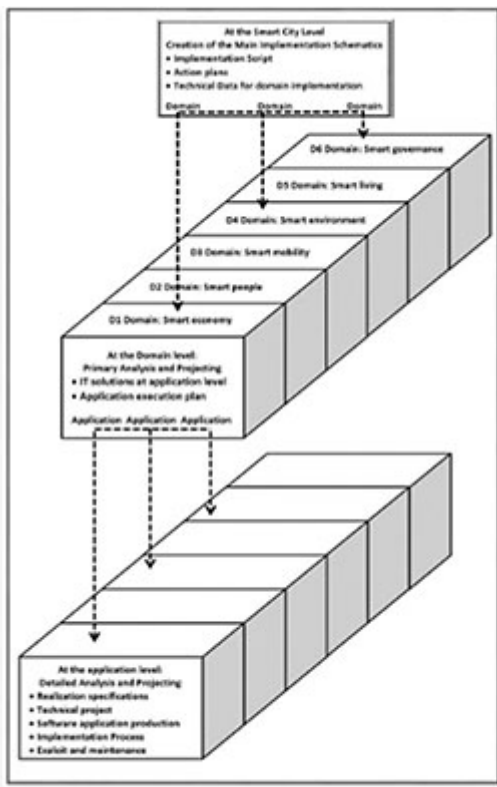 At the Smart City Level
Creation of the Main Implementation Schematics
• Implementation Script
• Action plans
• Technical Data for domain implementation
Domain Domain Domain
D6 Domain: Smart governance
D5 Domain: Smart living
D4 Domain: Smart environment
D3 Domain: Smart mobility
D2 Domain: Smart people
D1 Domain: Smart economy
At the Domain level:
Primary Analysis and Projecting
• IT solutions at application level
• Application execution plan
Application Application Application
At the application level:
Detailed Analysis and Projecting
• Realization specifications
• Technical project
• Software application production
• Implementation Process
• Exploit and maintenance